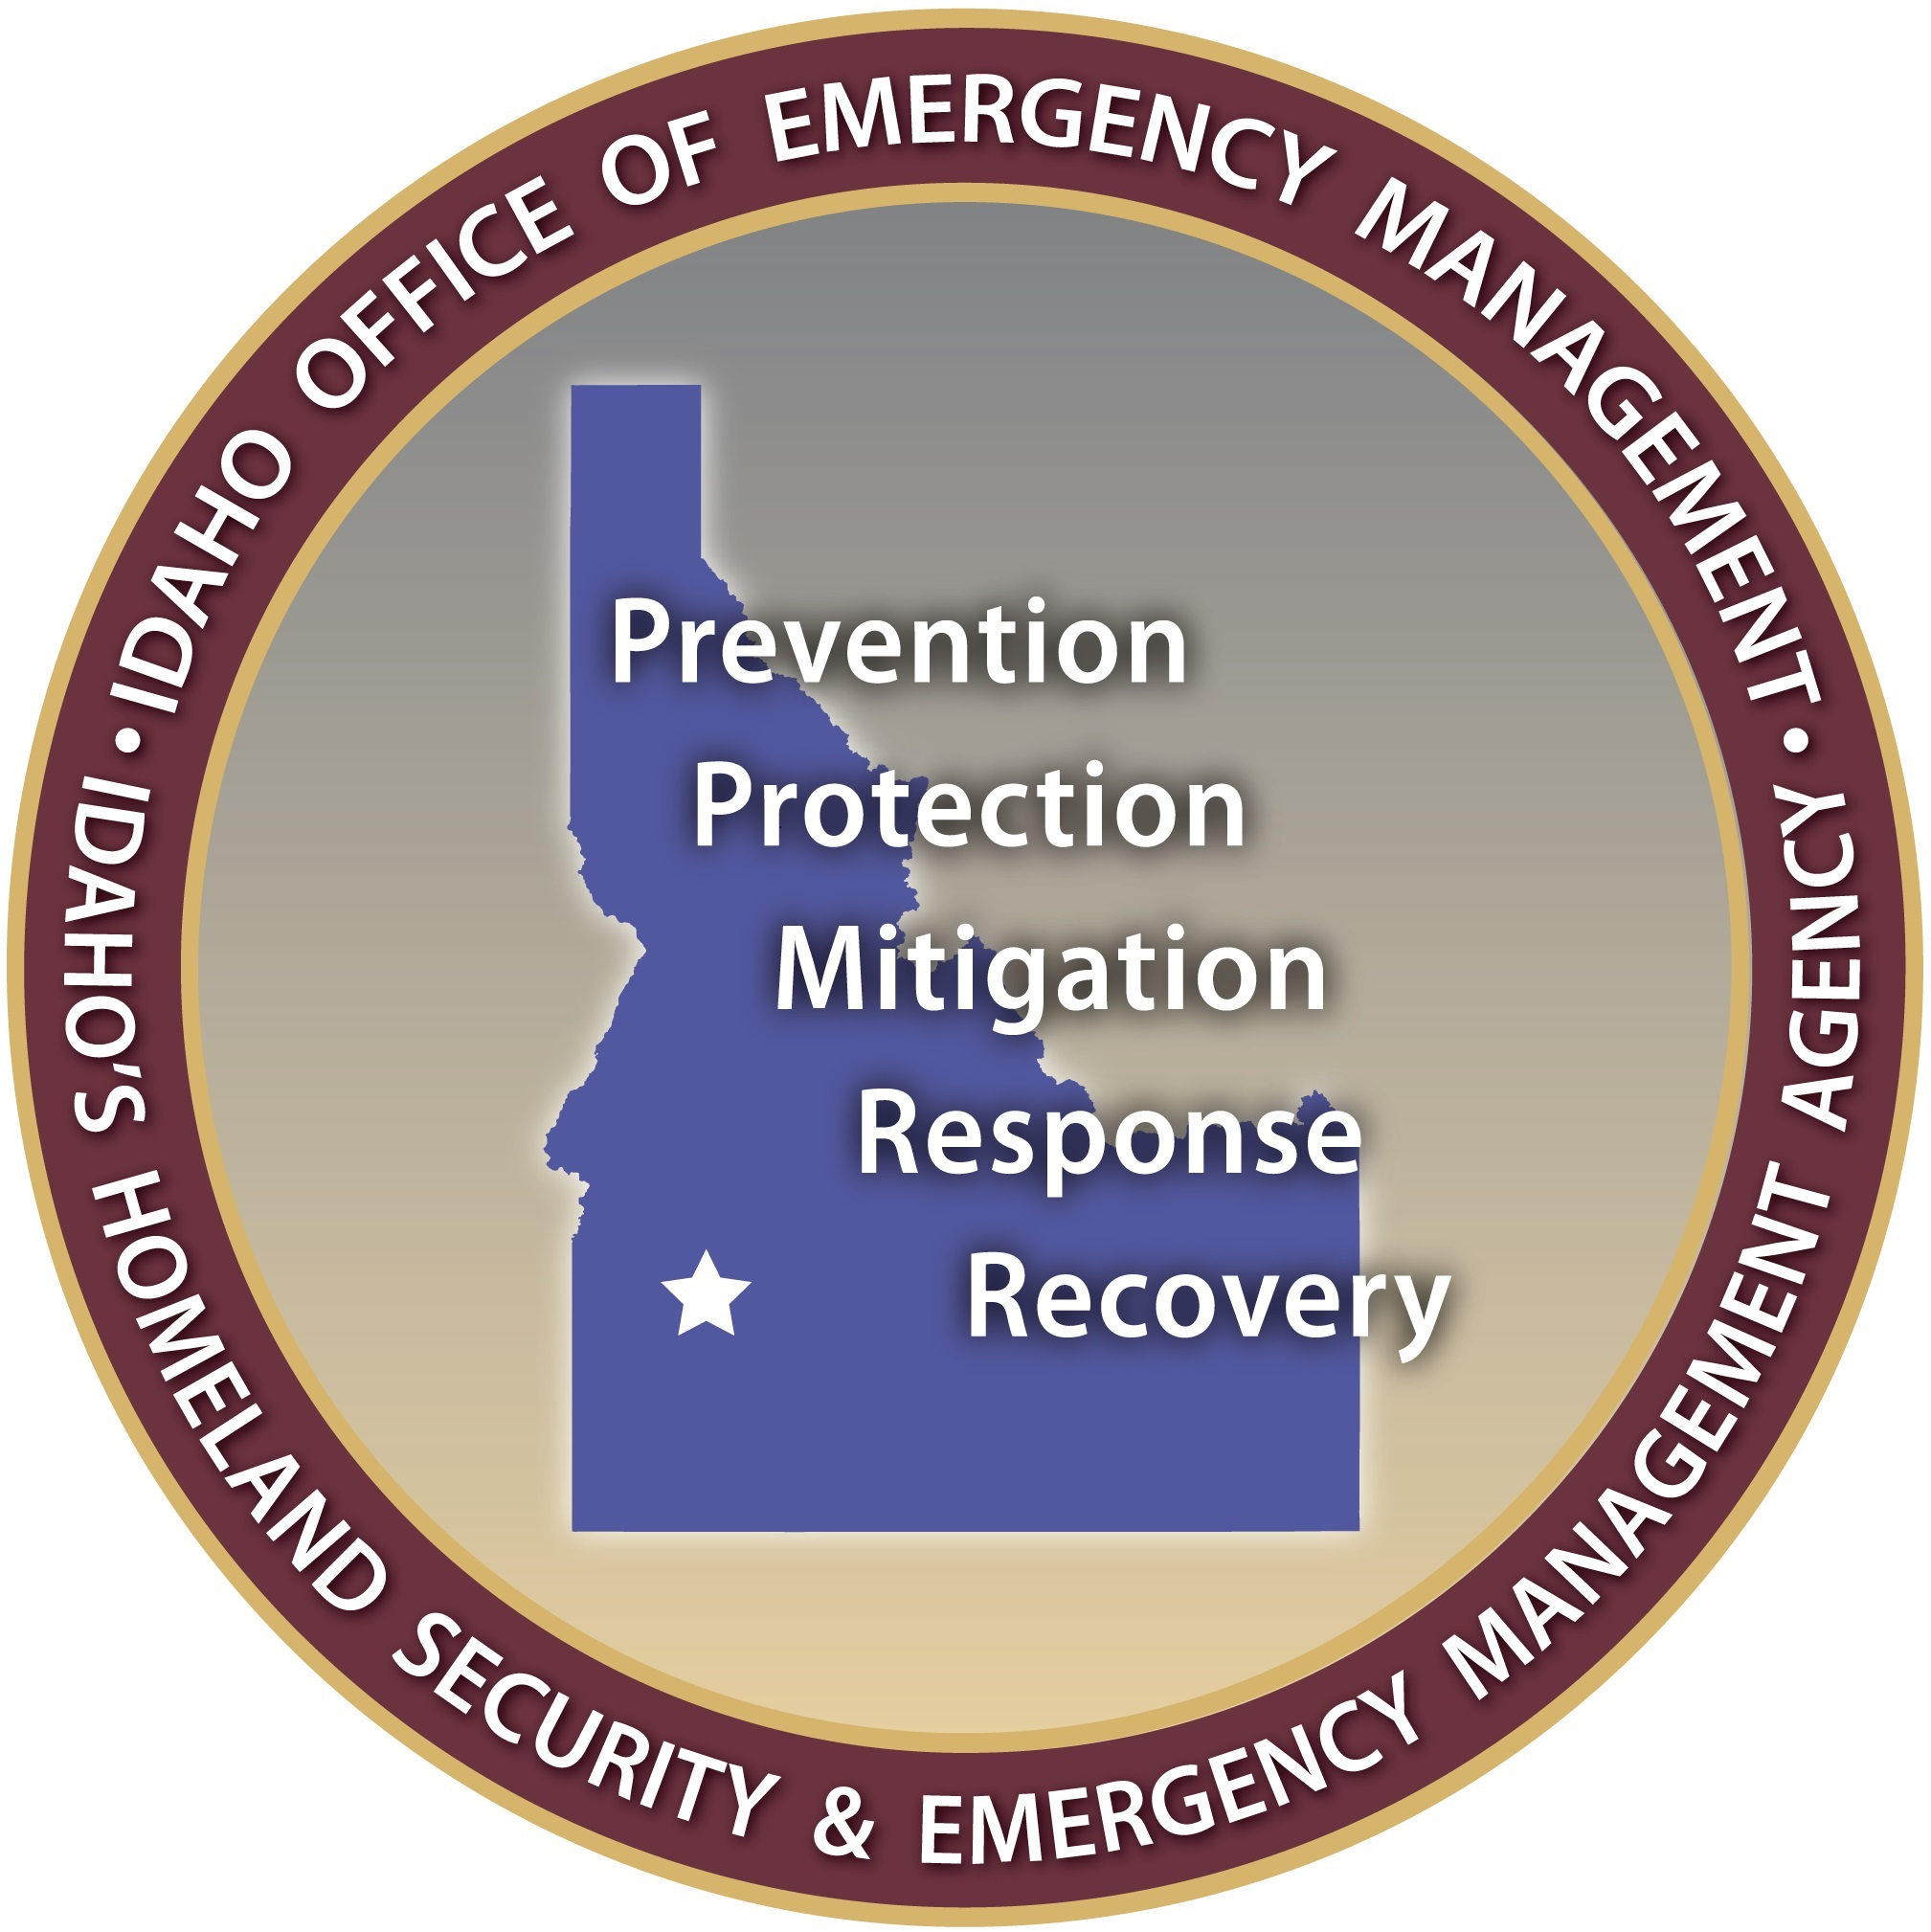 IDAHO OFFICE OF EMERGENCY MANAGEMENT
Prevention
Protection
Mitigation
Response
Recovery
IDAHO'S HOMELAND SECURITY & EMERGENCY MANAGEMENT AGENCY